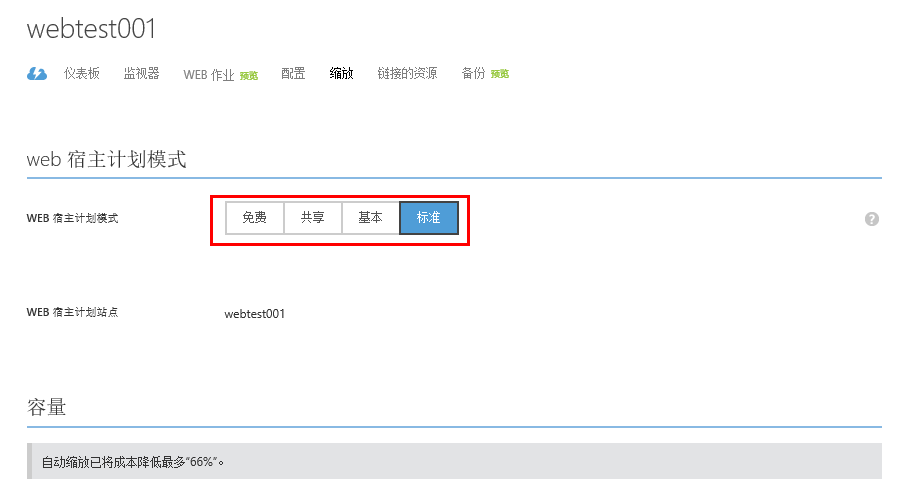 webtest001
仪表板 监视器 WEB 作业 预览 配置 缩放 链接的资源 备份 预览
web 宿主计划模式
WEB 宿主计划模式 免费 共享 基本 标准 ?
WEB 宿主计划站点 webtest001
容量
自动缩放已将成本降低最多“66%”。